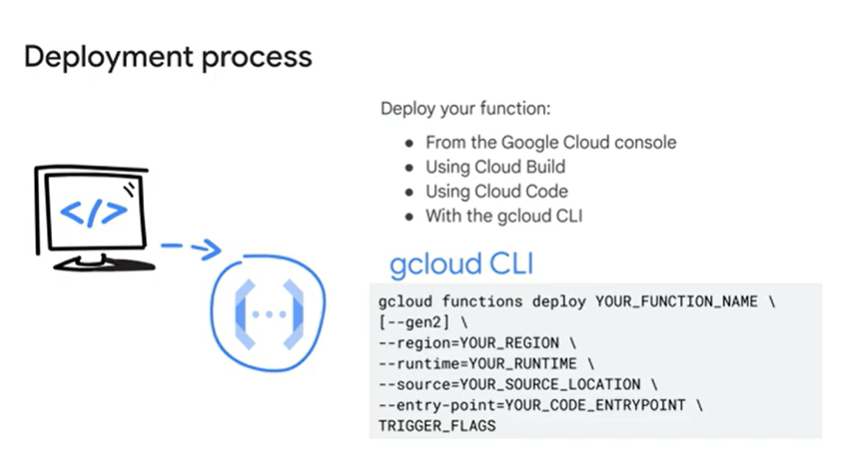 Deployment process
Deploy your function:
● From the Google Cloud console
● Using Cloud Build
● Using Cloud Code
● With the gcloud CLI
</>
gcloud CLI
gcloud functions deploy YOUR_FUNCTION_NAME \
[--gen2] \
--region=YOUR_REGION \
--runtime=YOUR_RUNTIME \
--source=YOUR_SOURCE_LOCATION \
--entry-point=YOUR_CODE_ENTRYPOINT \
TRIGGER_FLAGS